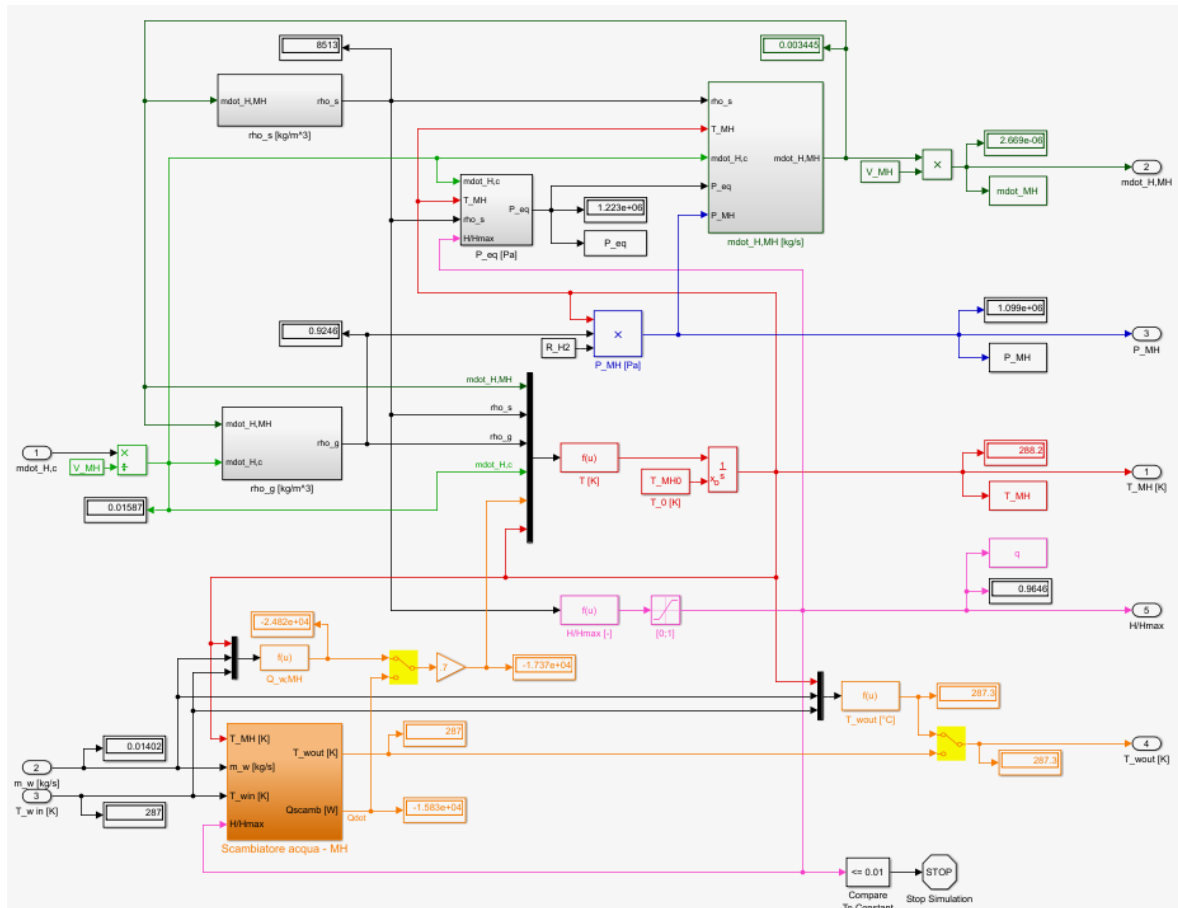 8513
0.003445
mdot_H,MH
rho_s
rho_s [kg/m^3]
rho_s
T_MH
mdot_H,c
P_eq
P_MH
mdot_H,MH
mdot_H,MH [kg/s]
V_MH
×
2.669e-06
mdot_MH
2
mdot_H,MH
mdot_H,c
T_MH
rho_s
H/Hmax
P_eq
P_eq [Pa]
1.223e+06
P_eq
0.9246
R_H2
×
P_MH [Pa]
1.099e+06
P_MH
3
P_MH
mdot_H,MH
rho_s
rho_g
mdot_H,c
1
mdot_H,c
V_MH
×
÷
mdot_H,MH
mdot_H,c
rho_g
rho_g [kg/m^3]
0.01587
f(u)
T [K]
T_MH0
T_0 [K]
1
s
xo
288.2
T_MH
1
T_MH [K]
q
0.9646
5
H/Hmax
f(u)
H/Hmax [-]
[0;1]
-2.482e+04
f(u)
Q_w,MH
.7
-1.737e+04
f(u)
T_wout [°C]
287.3
287.3
4
T_wout [K]
2
m_w [kg/s]
0.01402
3
T_w in [K]
287
T_MH [K]
m_w [kg/s]
T_win [K]
H/Hmax
T_wout [K]
Qscamb [W]
Scambiatore acqua - MH
287
Qdot
-1.583e+04
<= 0.01
Compare
To Constant
STOP
Stop Simulation